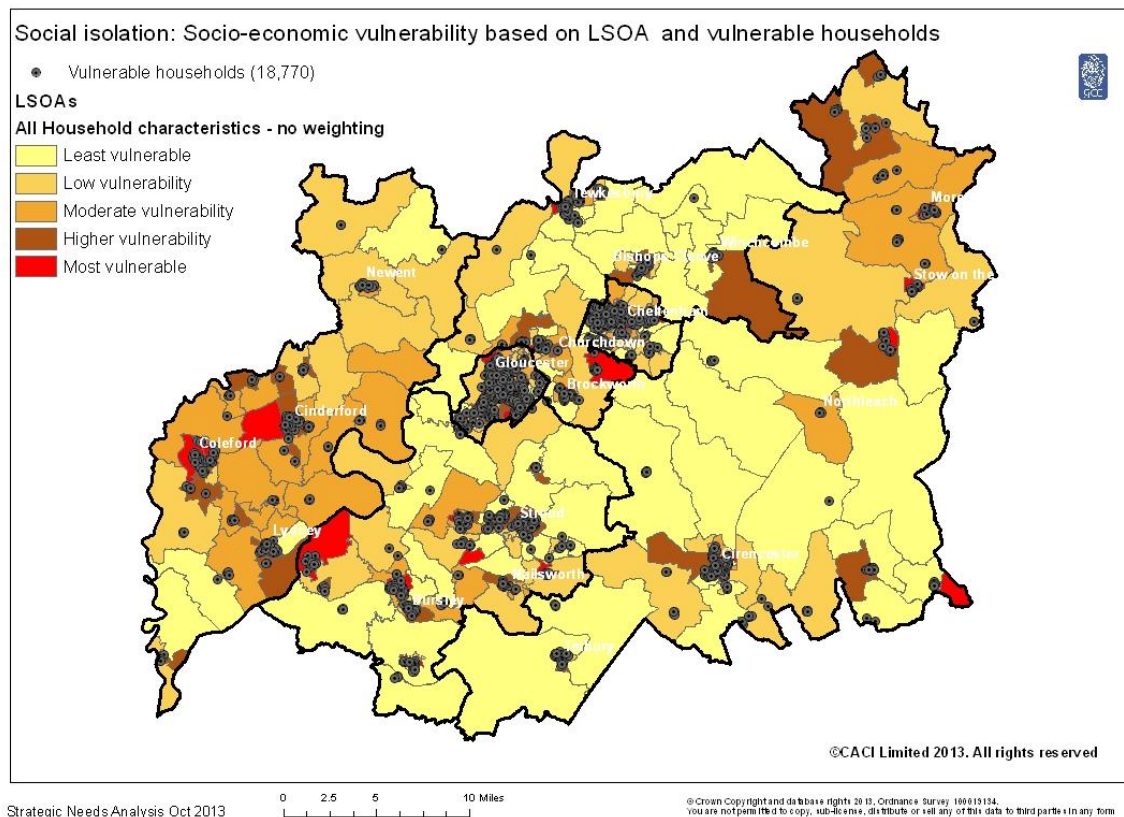 Social isolation: Socio-economic vulnerability based on LSOA and vulnerable households
Vulnerable households (18,770)
LSOAs
All Household characteristics - no weighting
Least vulnerable
Low vulnerability
Moderate vulnerability
Higher vulnerability
Most vulnerable
GCC
Tewkesbury
More
Winchcombe
Bishops Cleeve
Newent
Stow on the
Cheltenham
Churchdown
Gloucester
Brockworth
Northleach
Cinderford
Coleford
Stroud
Lydney
Cirencester
Nailsworth
Dursley
Tetbury
©CACI Limited 2013. All rights reserved
Strategic Needs Analysis Oct 2013
0 2.5 5 10 Miles
© Crown Copyright and database rights 2013, Ordnance Survey 100019134.
You are not permitted to copy, sub-license, distribute or sell any of this data to third parties in any form